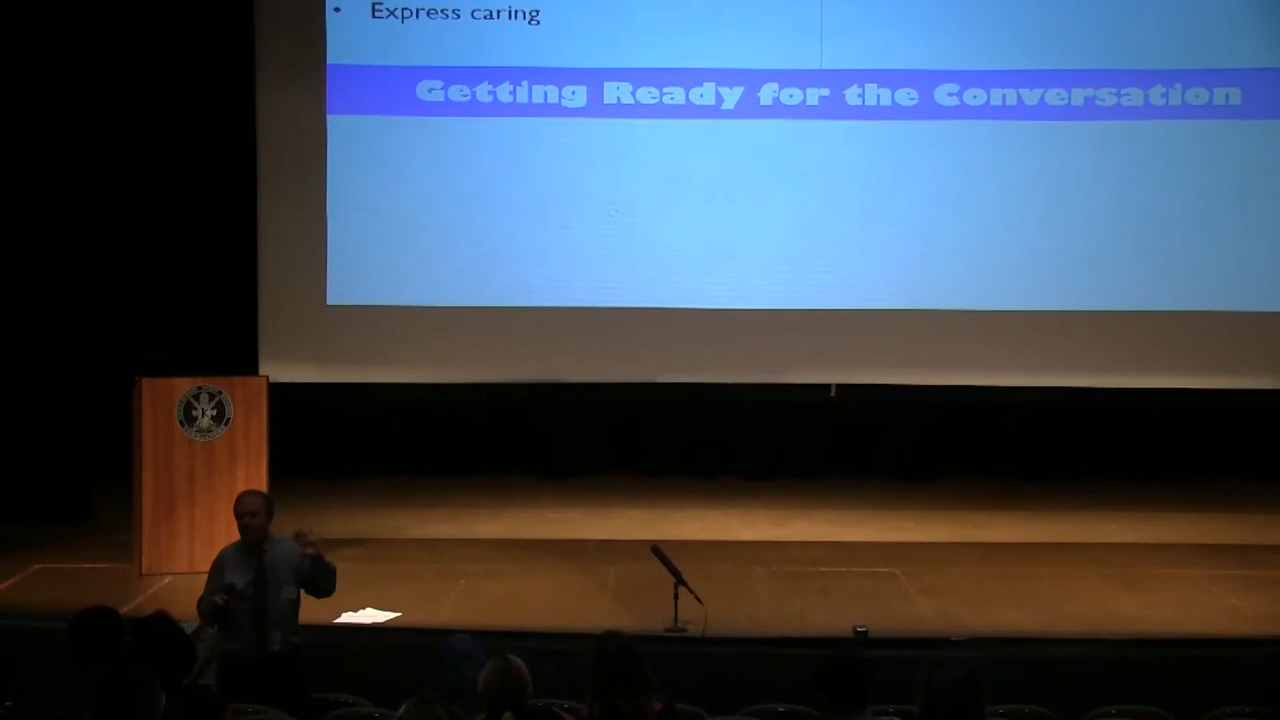 • Express caring
Getting Ready for the Conversation
K